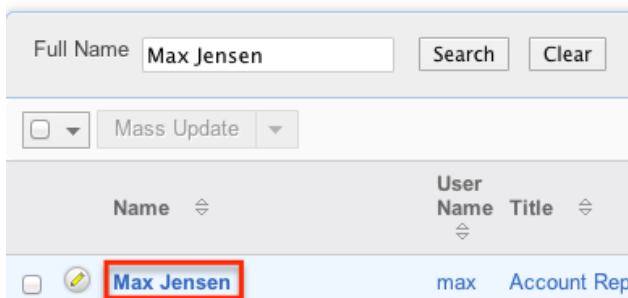 Full Name Max Jensen Search Clear
Mass Update
User
Name Name Title
Max Jensen max Account Rep